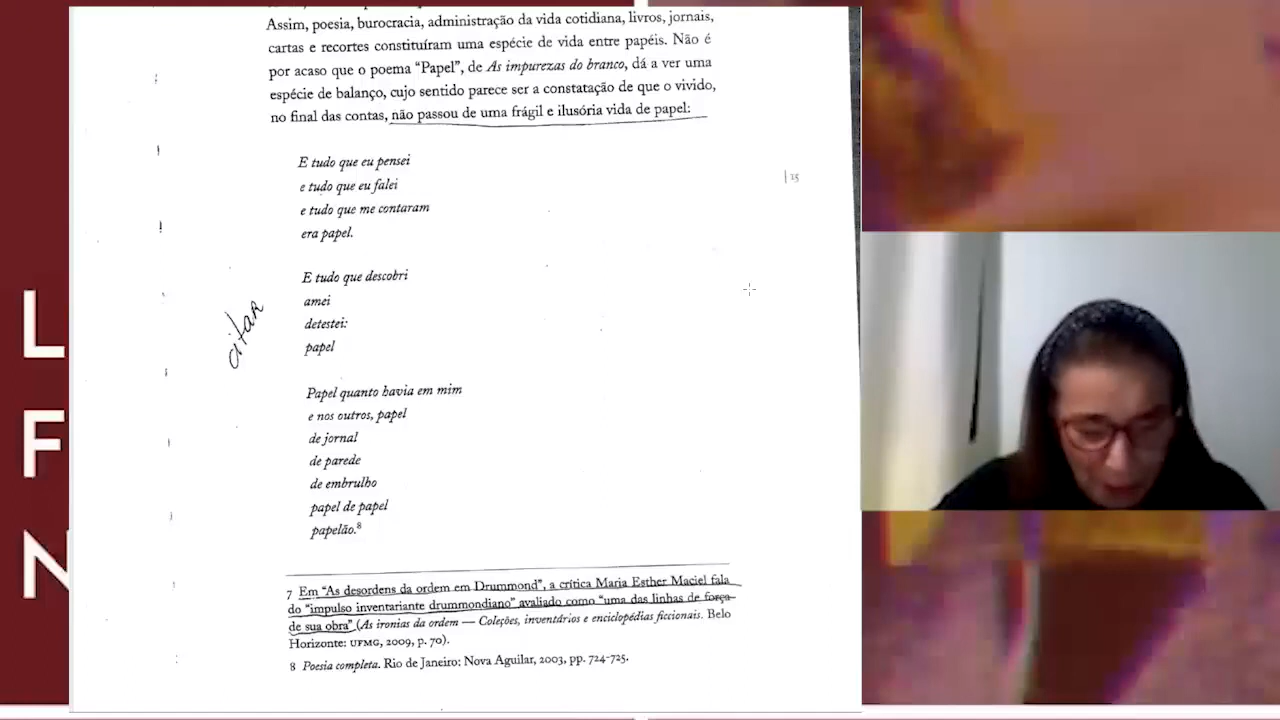 Assim, poesia, burocracia, administração da vida cotidiana, livros, jornais,
cartas e recortes constituíram uma espécie de vida entre papéis. Não é
por acaso que o poema “Papel”, de As impurezas do branco, dá a ver uma
espécie de balanço, cujo sentido parece ser a constatação de que o vivido,
no final das contas, não passou de uma frágil e ilusória vida de papel:
E tudo que eu pensei
e tudo que eu falei
e tudo que me contaram
era papel.
| 15
E tudo que descobri
amei
detestei:
papel
citar
Papel quanto havia em mim
e nos outros, papel
de jornal
de parede
de embrulho
papel de papel
papelão.8
7 Em “As desordens da ordem em Drummond”, a crítica Maria Esther Maciel fala
do “impulso inventariante drummondiano” avaliado como “uma das linhas de força
de sua obra” (As ironias da ordem — Coleções, inventários e enciclopédias ficcionais. Belo
Horizonte: UFMG, 2009, p. 70).
8 Poesia completa. Rio de Janeiro: Nova Aguilar, 2003, pp. 724-725.
L
F
N